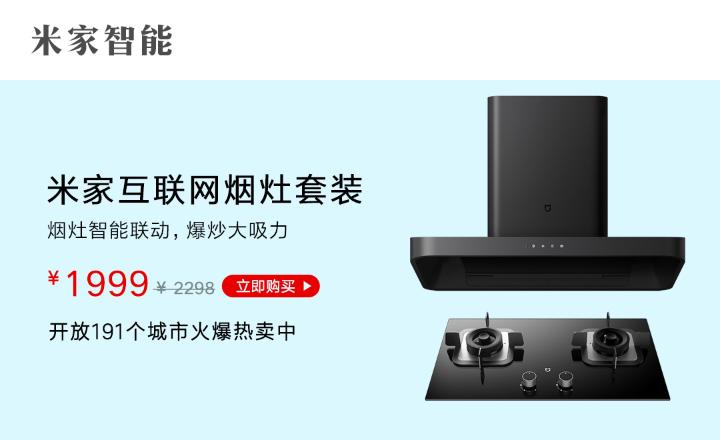 米家智能
米家互联网烟灶套装
烟灶智能联动，爆炒大吸力
¥1999 ¥ 2298 立即购买
开放191个城市火爆热卖中